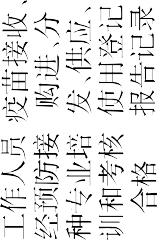 工作人员
经预防接
种专业培
训和考核
合格
疫苗接收、
购进、分
发、供应、
使用登记
报告记录